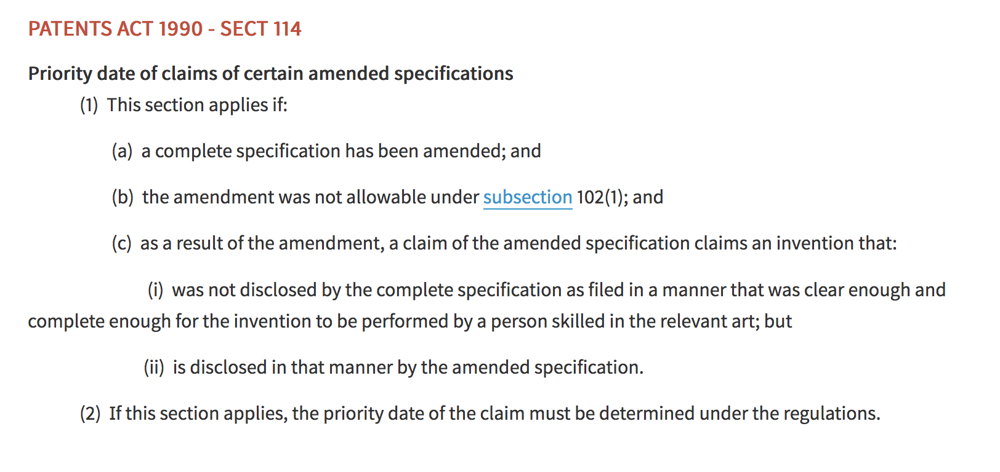 PATENTS ACT 1990 - SECT 114
Priority date of claims of certain amended specifications
(1) This section applies if:
(a) a complete specification has been amended; and
(b) the amendment was not allowable under subsection 102(1); and
(c) as a result of the amendment, a claim of the amended specification claims an invention that:
(i) was not disclosed by the complete specification as filed in a manner that was clear enough and
complete enough for the invention to be performed by a person skilled in the relevant art; but
(ii) is disclosed in that manner by the amended specification.
(2) If this section applies, the priority date of the claim must be determined under the regulations.